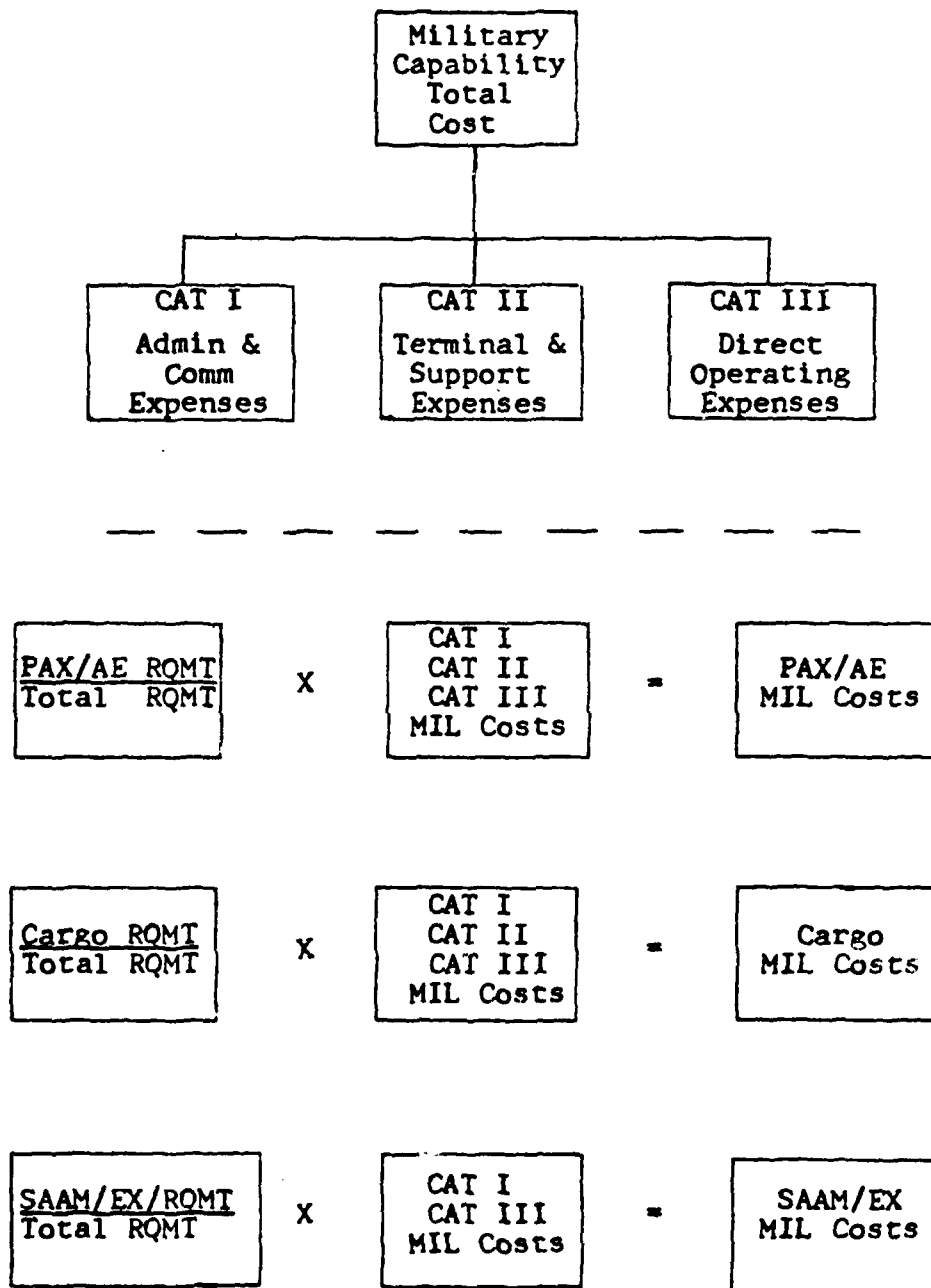 Military
Capability
Total
Cost
CAT I
Admin &
Comm
Expenses
CAT II
Terminal &
Support
Expenses
CAT III
Direct
Operating
Expenses
PAX/AE RQMT
Total RQMT
X
CAT I
CAT II
CAT III
MIL Costs
=
PAX/AE
MIL Costs
Cargo RQMT
Total RQMT
X
CAT I
CAT II
CAT III
MIL Costs
=
Cargo
MIL Costs
SAAM/EX/RQMT
Total RQMT
X
CAT I
CAT III
MIL Costs
=
SAAM/EX
MIL Costs